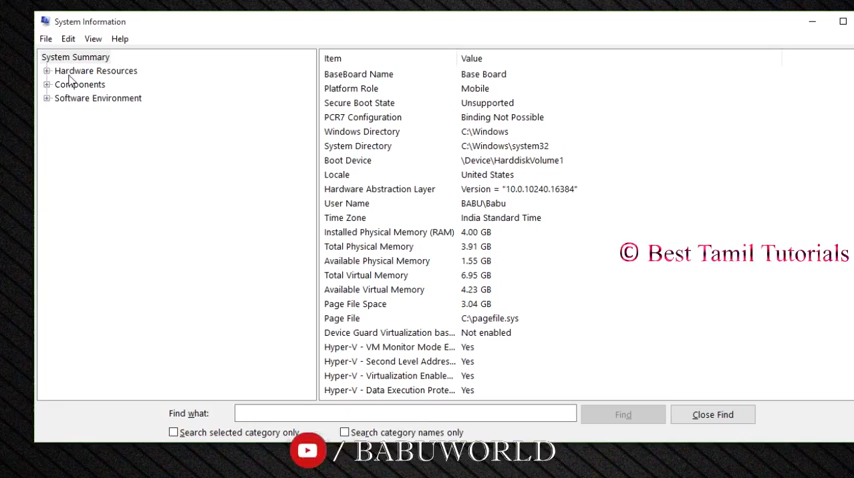 System Information
File Edit View Help
System Summary
Hardware Resources
Components
Software Environment
Item Value
BaseBoard Name Base Board
Platform Role Mobile
Secure Boot State Unsupported
PCR7 Configuration Binding Not Possible
Windows Directory C:\Windows
System Directory C:\Windows\system32
Boot Device \Device\HarddiskVolume1
Locale United States
Hardware Abstraction Layer Version = "10.0.10240.16384"
User Name BABU\Babu
Time Zone India Standard Time
Installed Physical Memory (RAM) 4.00 GB
Total Physical Memory 3.91 GB
Available Physical Memory 1.55 GB
Total Virtual Memory 6.95 GB
Available Virtual Memory 4.23 GB
Page File Space 3.04 GB
Page File C:\pagefile.sys
Device Guard Virtualization bas... Not enabled
Hyper-V - VM Monitor Mode E... Yes
Hyper-V - Second Level Addres... Yes
Hyper-V - Virtualization Enable... Yes
Hyper-V - Data Execution Prote... Yes
© Best Tamil Tutorials
Find what: Find Close Find
Search selected category only Search category names only
/ BABUWORLD